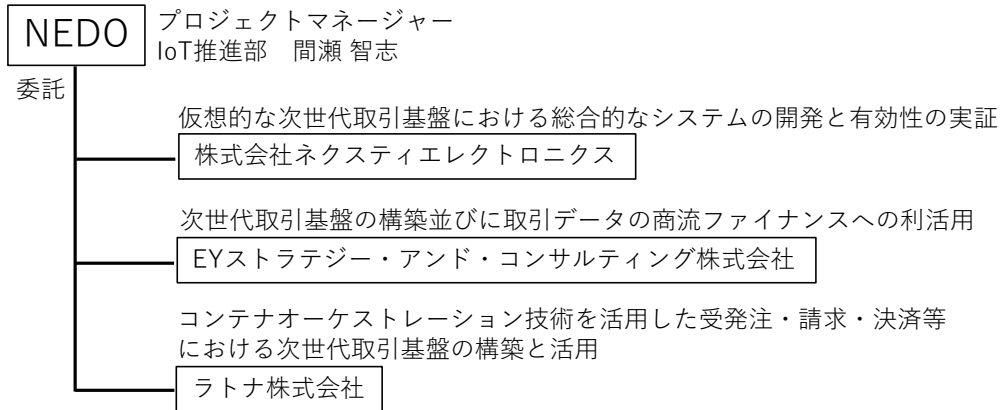 NEDO
プロジェクトマネージャー
IoT推進部　間瀬 智志
委託
仮想的な次世代取引基盤における総合的なシステムの開発と有効性の実証
株式会社ネクスティエレクトロニクス
次世代取引基盤の構築並びに取引データの商流ファイナンスへの利活用
EYストラテジー・アンド・コンサルティング株式会社
コンテナオーケストレーション技術を活用した受発注・請求・決済等
における次世代取引基盤の構築と活用
ラトナ株式会社